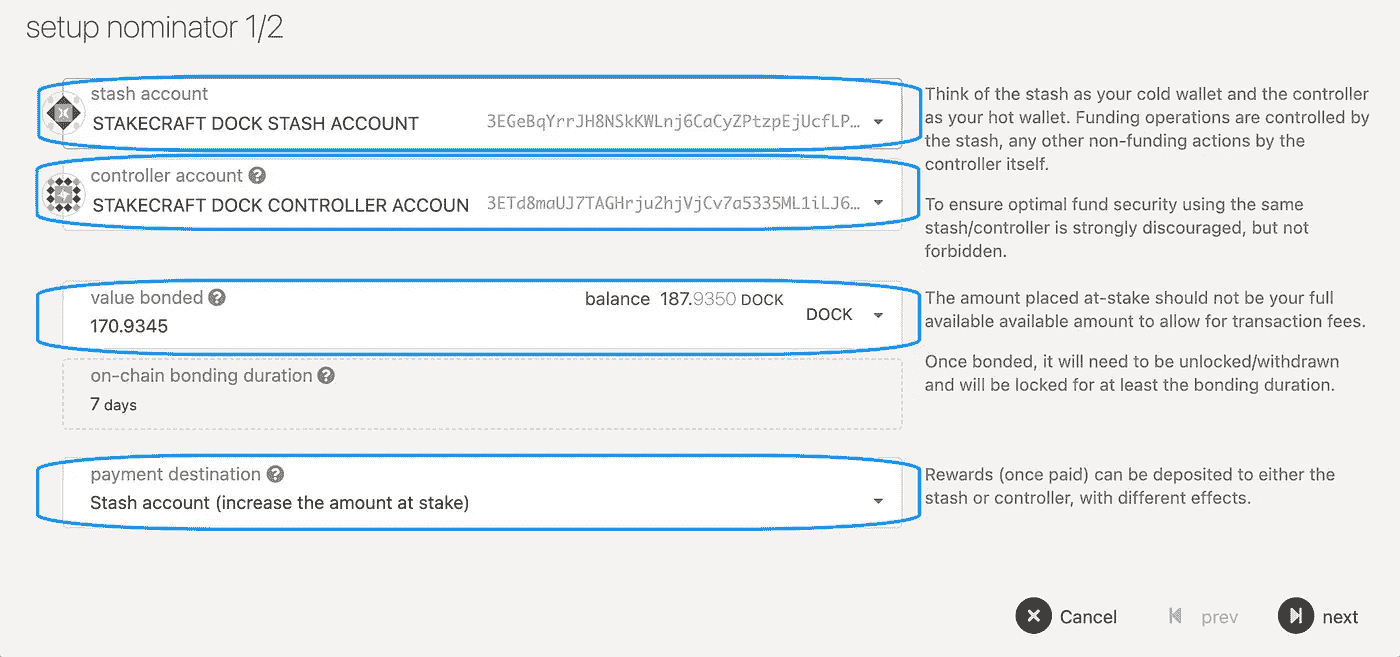 setup nominator 1/2
stash account
STAKECRAFT DOCK STASH ACCOUNT 3EGeBqYrrJH8NSkKWLnj6CaCyZPtzpEjUcfLP…
Think of the stash as your cold wallet and the controller
as your hot wallet. Funding operations are controlled by
the stash, any other non-funding actions by the
controller itself.
controller account
STAKECRAFT DOCK CONTROLLER ACCOUN 3ETd8maUJ7TAGHrju2hjVjCv7a5335ML1iLJ6…
To ensure optimal fund security using the same
stash/controller is strongly discouraged, but not
forbidden.
value bonded balance 187.9350 DOCK
170.9345 DOCK
The amount placed at-stake should not be your full
available available amount to allow for transaction fees.
on-chain bonding duration
7 days
Once bonded, it will need to be unlocked/withdrawn
and will be locked for at least the bonding duration.
payment destination
Stash account (increase the amount at stake)
Rewards (once paid) can be deposited to either the
stash or controller, with different effects.
Cancel prev next